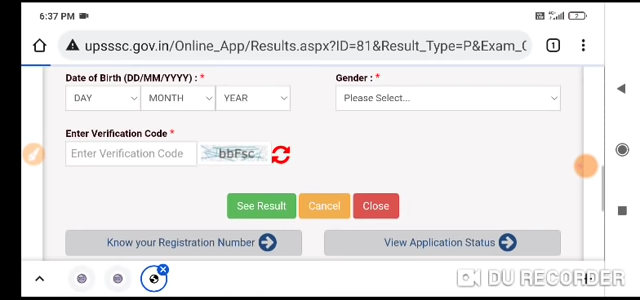 6:37 PM
2
upsssc.gov.in/Online_App/Results.aspx?ID=81&Result_Type=P&Exam_C
1
Date of Birth (DD/MM/YYYY) : *
Gender : *
DAY MONTH YEAR
Please Select...
Enter Verification Code *
Enter Verification Code
bbFsc
See Result Cancel Close
Know your Registration Number
View Application Status
DU RECORDER